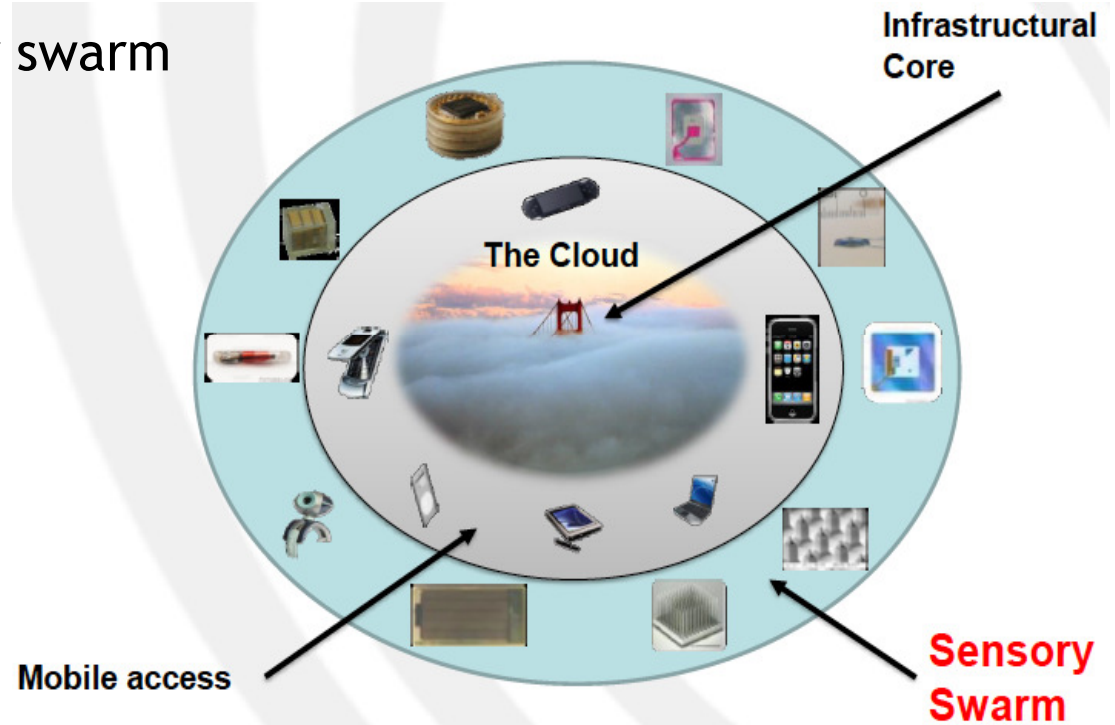 swarm
Infrastructural
Core
The Cloud
Mobile access
Sensory
Swarm